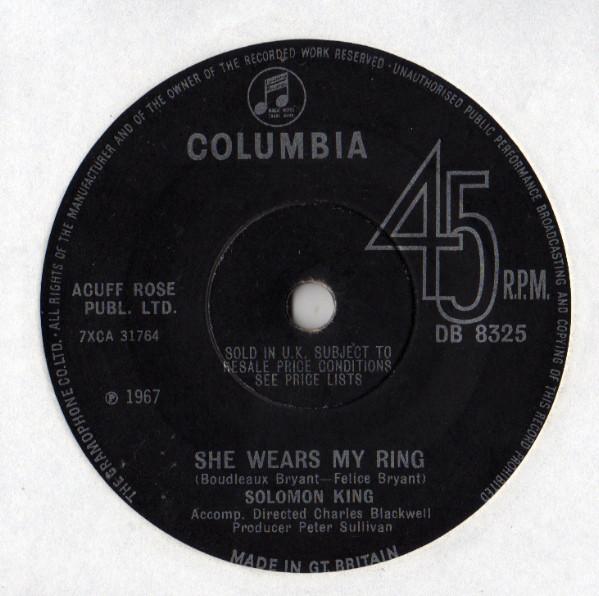 THE GRAMOPHONE CO. LTD. · ALL RIGHTS OF THE MANUFACTURER AND OF THE OWNER OF THE RECORDED WORK RESERVED · UNAUTHORISED PUBLIC PERFORMANCE BROADCASTING AND COPYING OF THIS RECORD PROHIBITED
COLUMBIA
45
R.P.M.
ACUFF ROSE
PUBL. LTD.
7XCA 31764
DB 8325
SOLD IN U.K. SUBJECT TO
RESALE PRICE CONDITIONS
SEE PRICE LISTS
℗ 1967
SHE WEARS MY RING
(Boudleaux Bryant—Felice Bryant)
SOLOMON KING
Accomp. Directed Charles Blackwell
Producer Peter Sullivan
MADE IN GT. BRITAIN